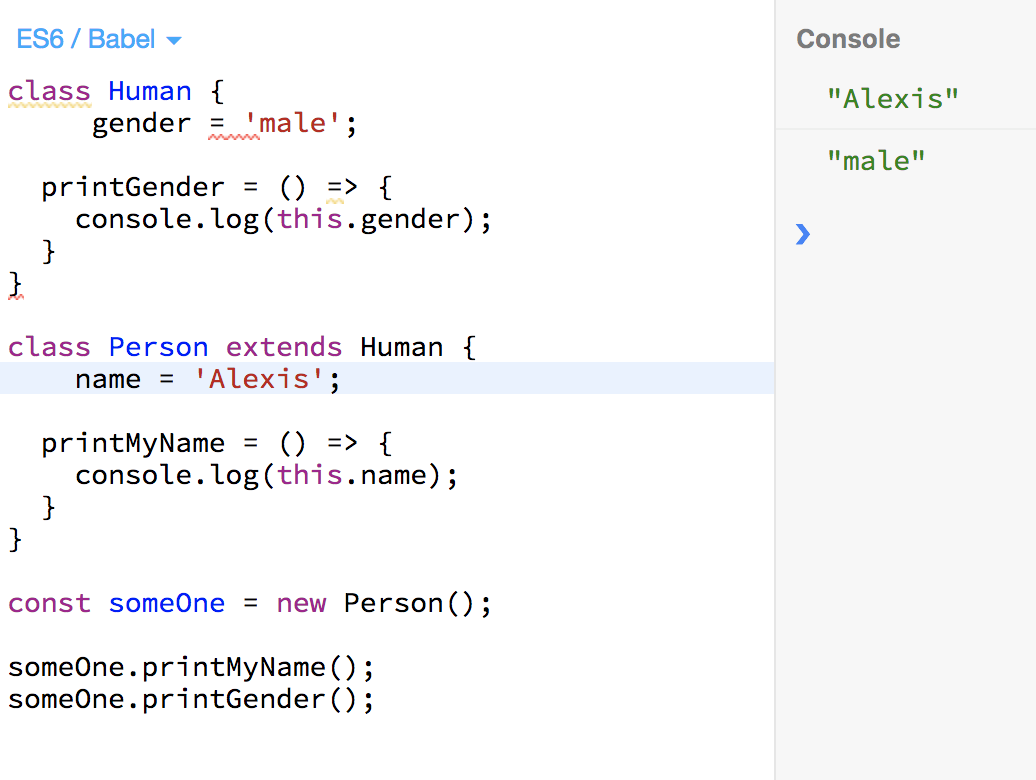 ES6 / Babel
class Human {
gender = 'male';
printGender = () => {
console.log(this.gender);
}
}
class Person extends Human {
name = 'Alexis';
printMyName = () => {
console.log(this.name);
}
}
const someOne = new Person();
someOne.printMyName();
someOne.printGender();
Console
"Alexis"
"male"